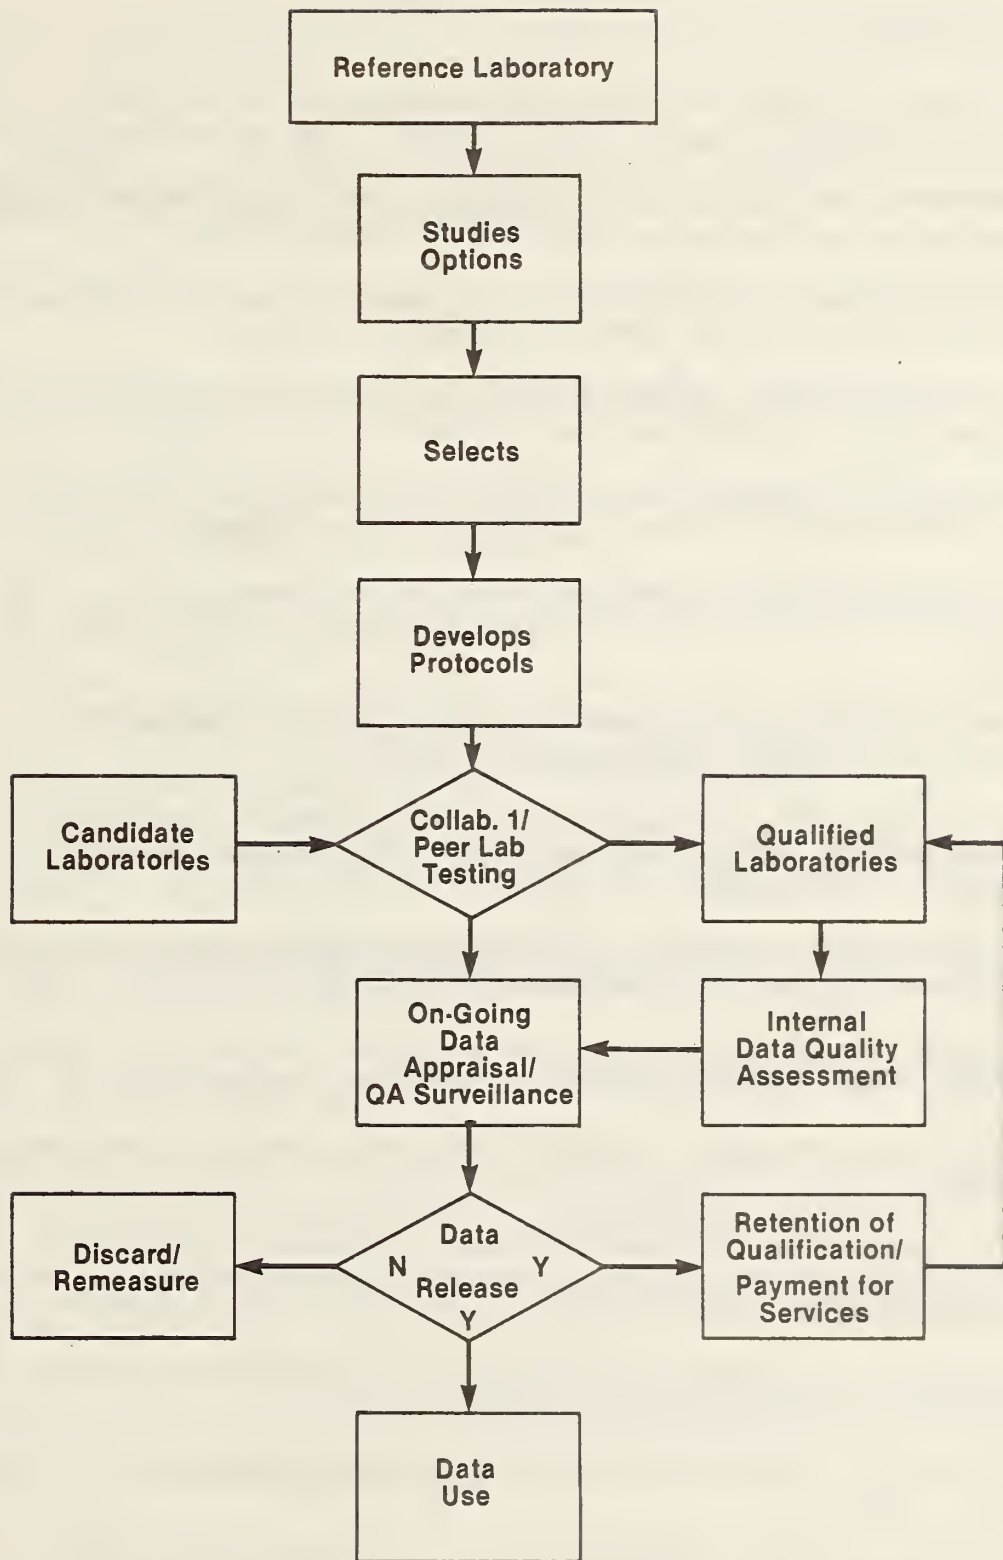 Reference Laboratory
Studies
Options
Selects
Develops
Protocols
Candidate
Laboratories
Collab. 1/
Peer Lab
Testing
Qualified
Laboratories
On-Going
Data
Appraisal/
QA Surveillance
Internal
Data Quality
Assessment
Discard/
Remeasure
Data
N Y
Release
Y
Retention of
Qualification/
Payment for
Services
Data
Use